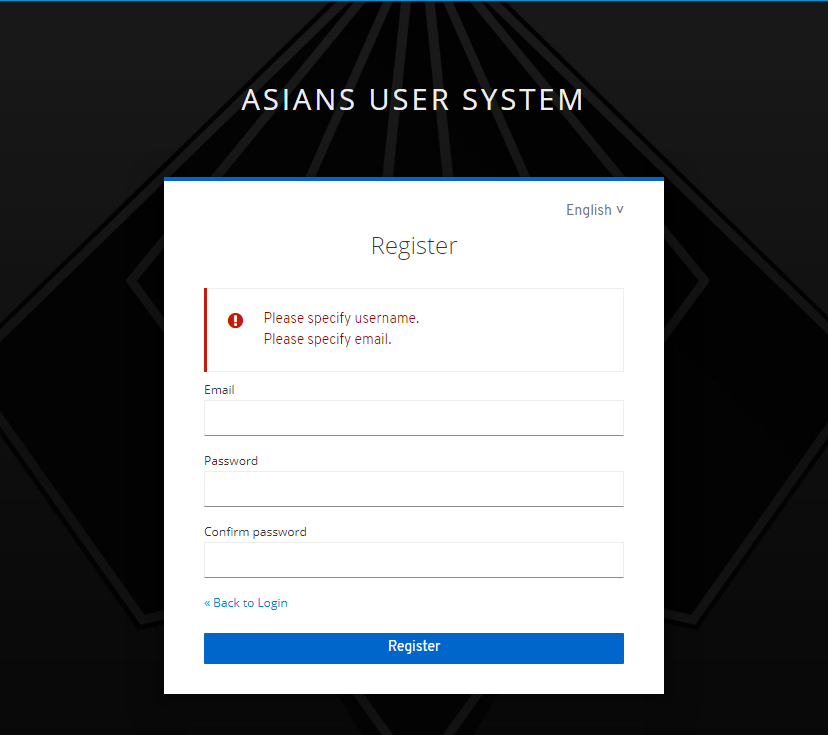 ASIANS USER SYSTEM
English v
Register
Please specify username.
Please specify email.
Email
Password
Confirm password
« Back to Login
Register